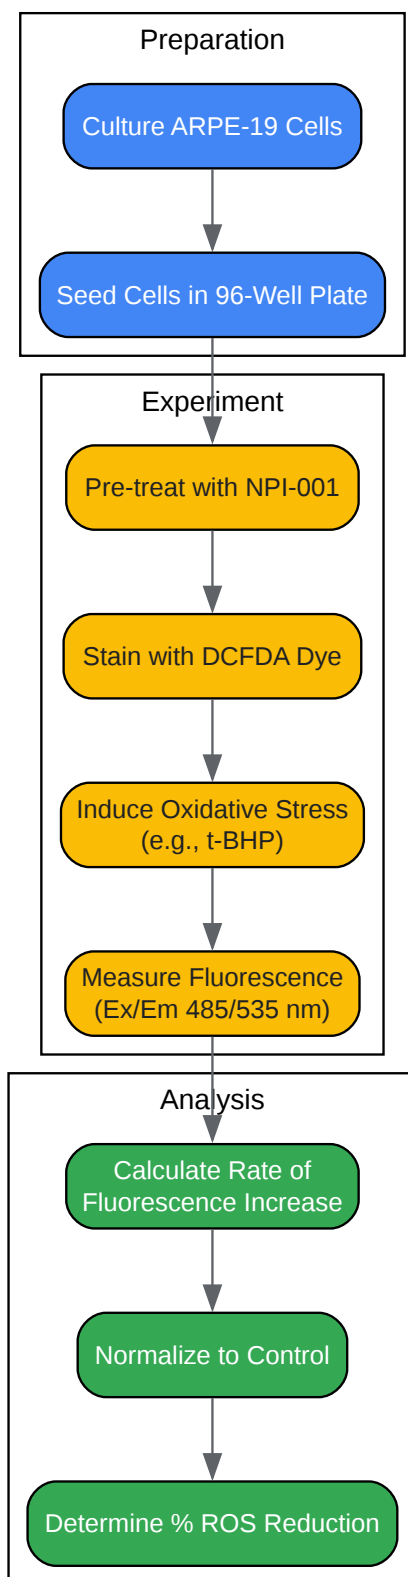 Preparation
Culture ARPE-19 Cells
Seed Cells in 96-Well Plate
Experiment
Pre-treat with NPI-001
Stain with DCFDA Dye
Induce Oxidative Stress
(e.g., t-BHP)
Measure Fluorescence
(Ex/Em 485/535 nm)
Analysis
Calculate Rate of
Fluorescence Increase
Normalize to Control
Determine % ROS Reduction